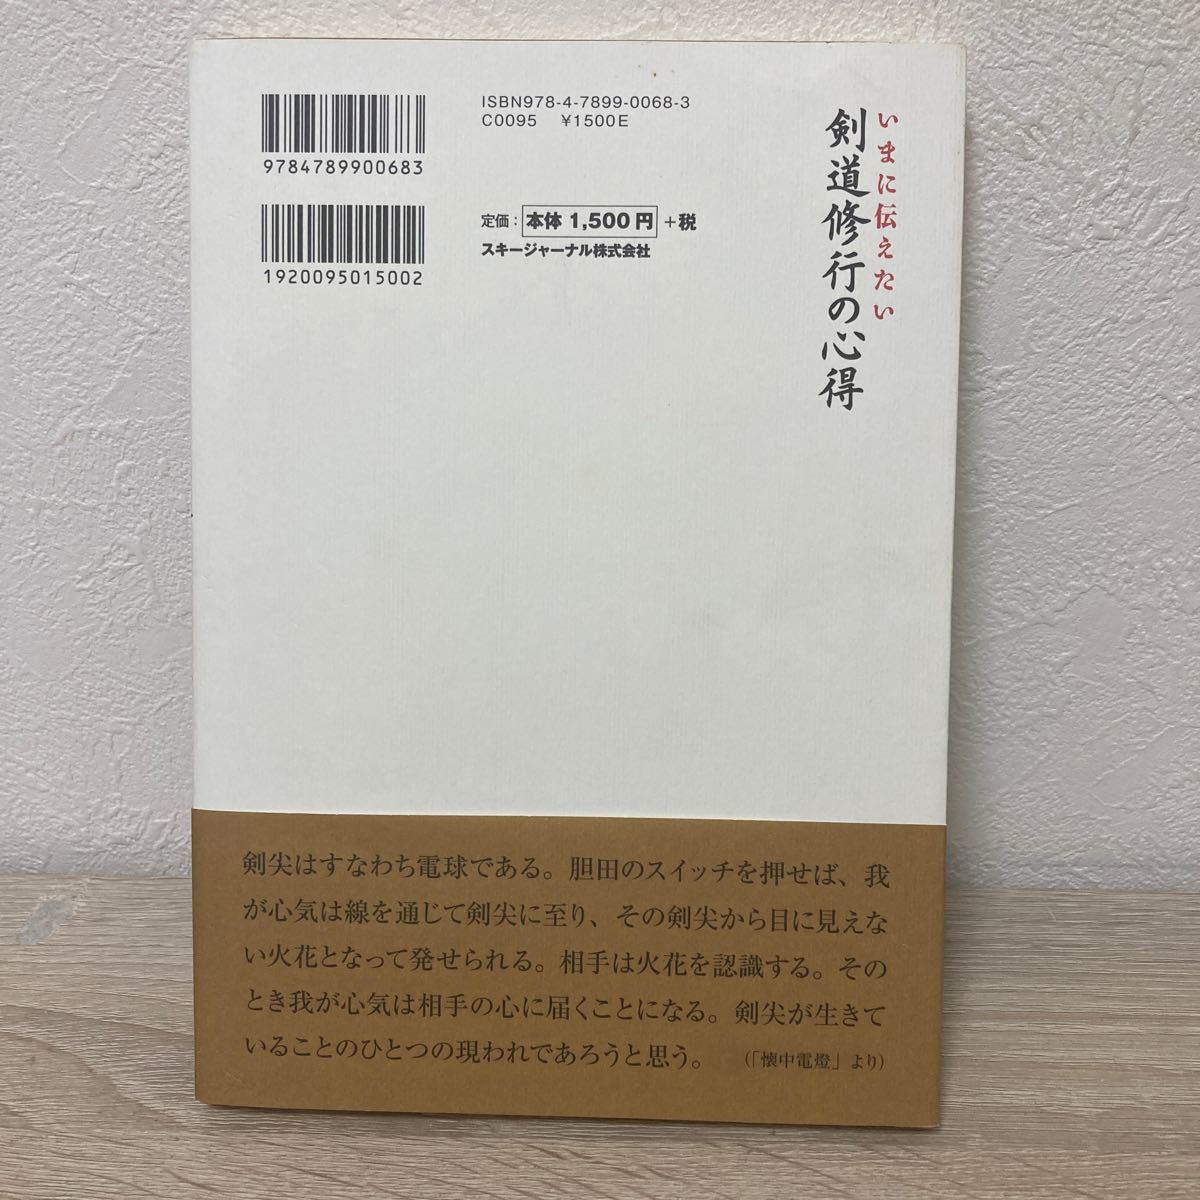 いまに伝えたい
剣道修行の心得
ISBN978-4-7899-0068-3
C0095 ¥1500E
9784789900683
定価：本体 1,500 円＋税
スキージャーナル株式会社
1920095015002
剣尖はすなわち電球である。胆田のスイッチを押せば、我
が心気は線を通じて剣尖に至り、その剣尖から目に見えな
い火花となって発せられる。相手は火花を認識する。その
とき我が心気は相手の心に届くことになる。剣尖が生きて
いることのひとつの現われであろうと思う。 （「懐中電燈」より）